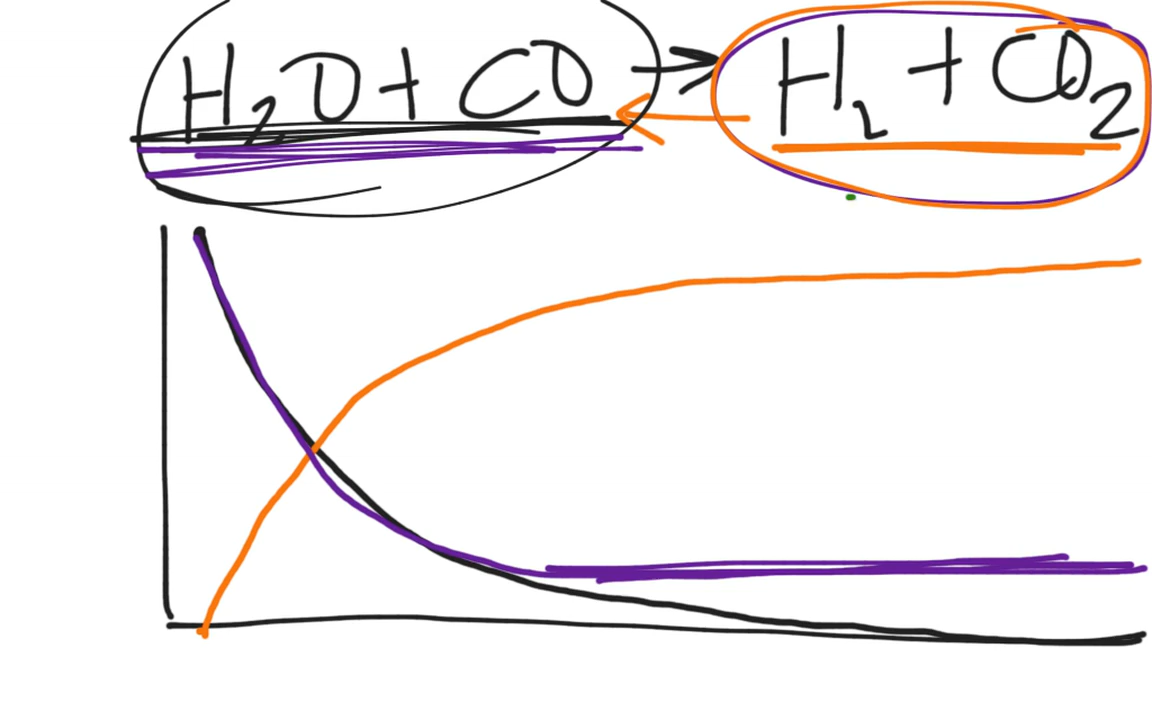 H₂O + CO → H₂ + CO₂